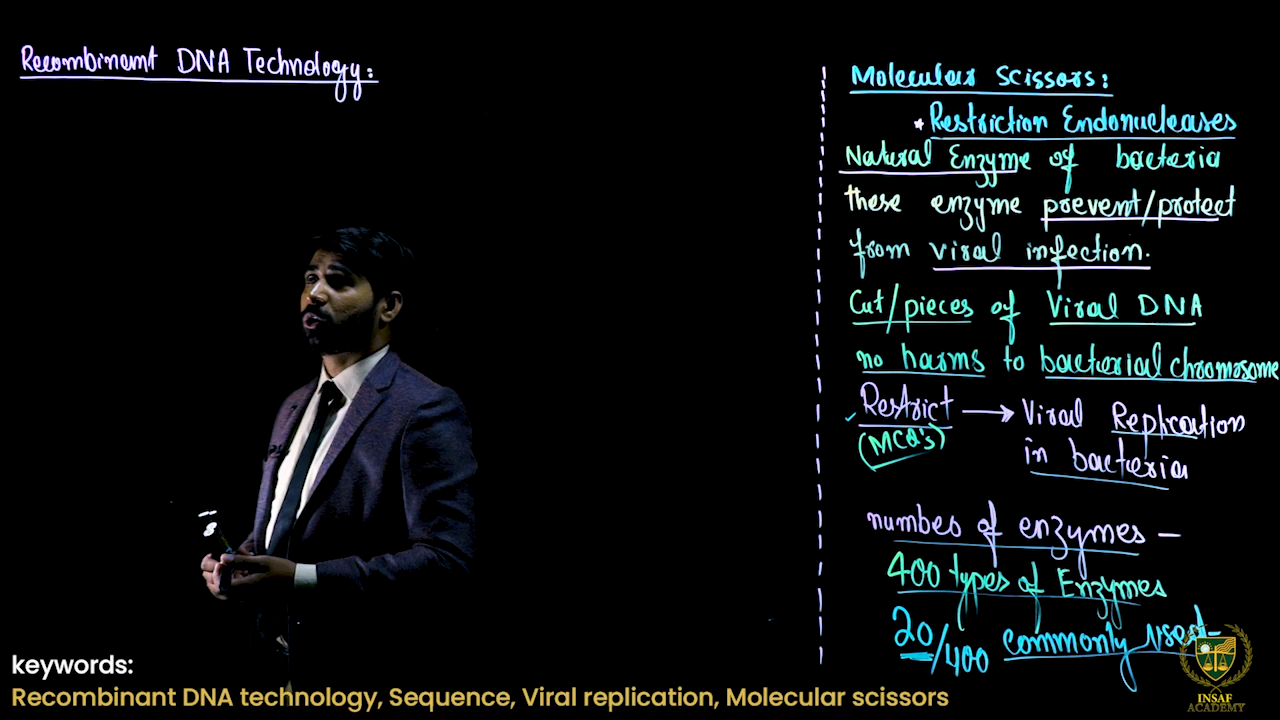 Recombinant DNA Technology:
Molecular scissors:
* Restriction Endonucleases
Natural Enzyme of bacteria
these enzyme prevent/protect
from viral infection.
Cut/pieces of Viral DNA
no harms to bacterial chromosome
✓ Restrict → Viral Replication
(MCQ's) in bacteria
number of enzymes -
400 types of Enzymes
20/400 commonly used-
keywords:
Recombinant DNA technology, Sequence, Viral replication, Molecular scissors
INSAF
ACADEMY